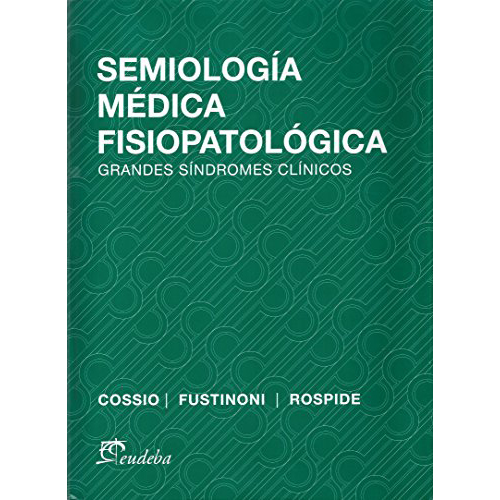 SEMIOLOGÍA
MÉDICA
FISIOPATOLÓGICA
GRANDES SÍNDROMES CLÍNICOS
COSSIO | FUSTINONI | ROSPIDE
eudeba